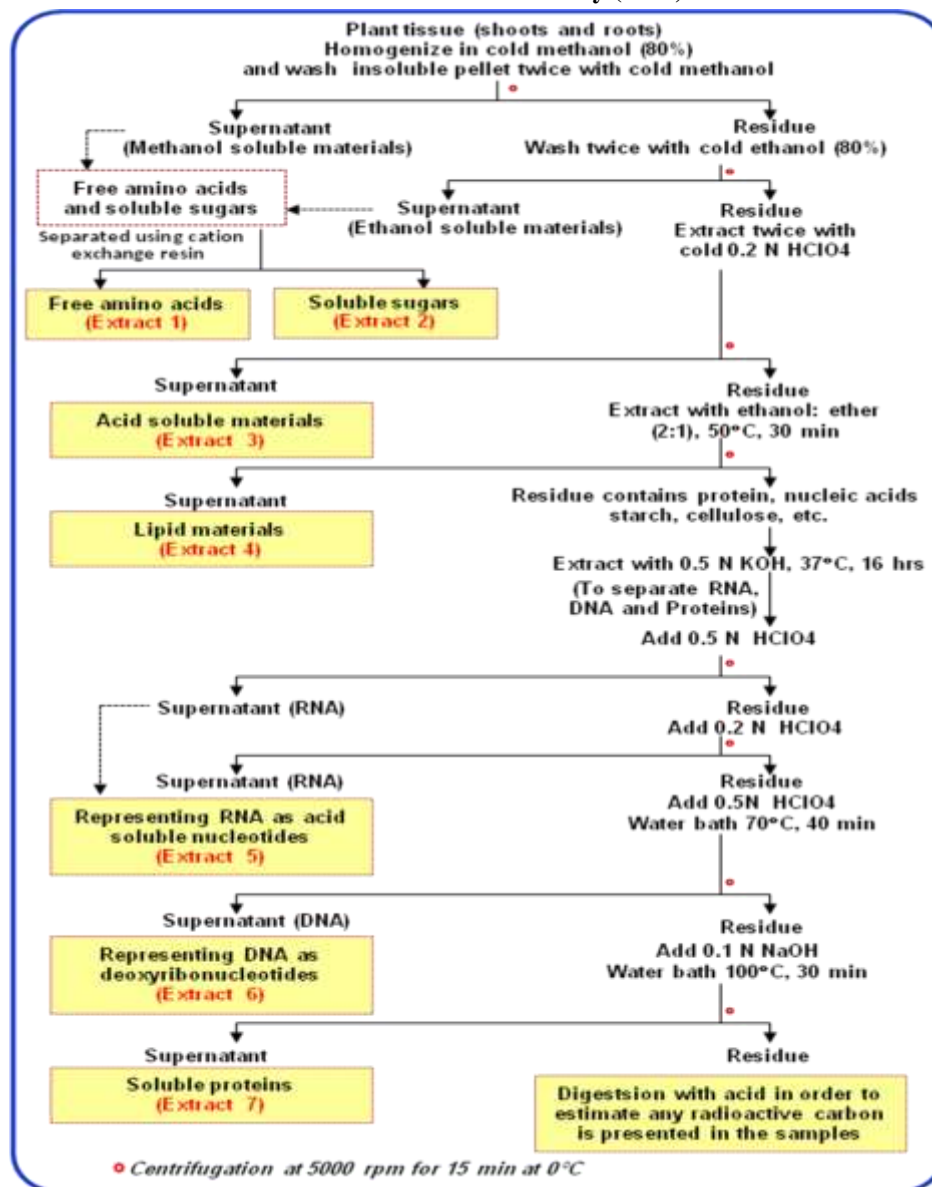 Plant tissue (shoots and roots)
Homogenize in cold methanol (80%)
and wash insoluble pellet twice with cold methanol
Supernatant
(Methanol soluble materials)
Residue
Wash twice with cold ethanol (80%)
Free amino acids
and soluble sugars
Supernatant
(Ethanol soluble materials)
Residue
Extract twice with
cold 0.2 N HClO4
Separated using cation
exchange resin
Free amino acids
(Extract 1)
Soluble sugars
(Extract 2)
Supernatant
Acid soluble materials
(Extract 3)
Residue
Extract with ethanol: ether
(2:1), 50°C, 30 min
Supernatant
Lipid materials
(Extract 4)
Residue contains protein, nucleic acids
starch, cellulose, etc.
Extract with 0.5 N KOH, 37°C, 16 hrs
(To separate RNA,
DNA and Proteins)
Add 0.5 N HClO4
Supernatant (RNA)
Residue
Add 0.2 N HClO4
Supernatant (RNA)
Representing RNA as acid
soluble nucleotides
(Extract 5)
Residue
Add 0.5N HClO4
Water bath 70°C, 40 min
Supernatant (DNA)
Representing DNA as
deoxyribonucleotides
(Extract 6)
Residue
Add 0.1 N NaOH
Water bath 100°C, 30 min
Supernatant
Soluble proteins
(Extract 7)
Residue
Digestsion with acid in order to
estimate any radioactive carbon
is presented in the samples
Centrifugation at 5000 rpm for 15 min at 0°C